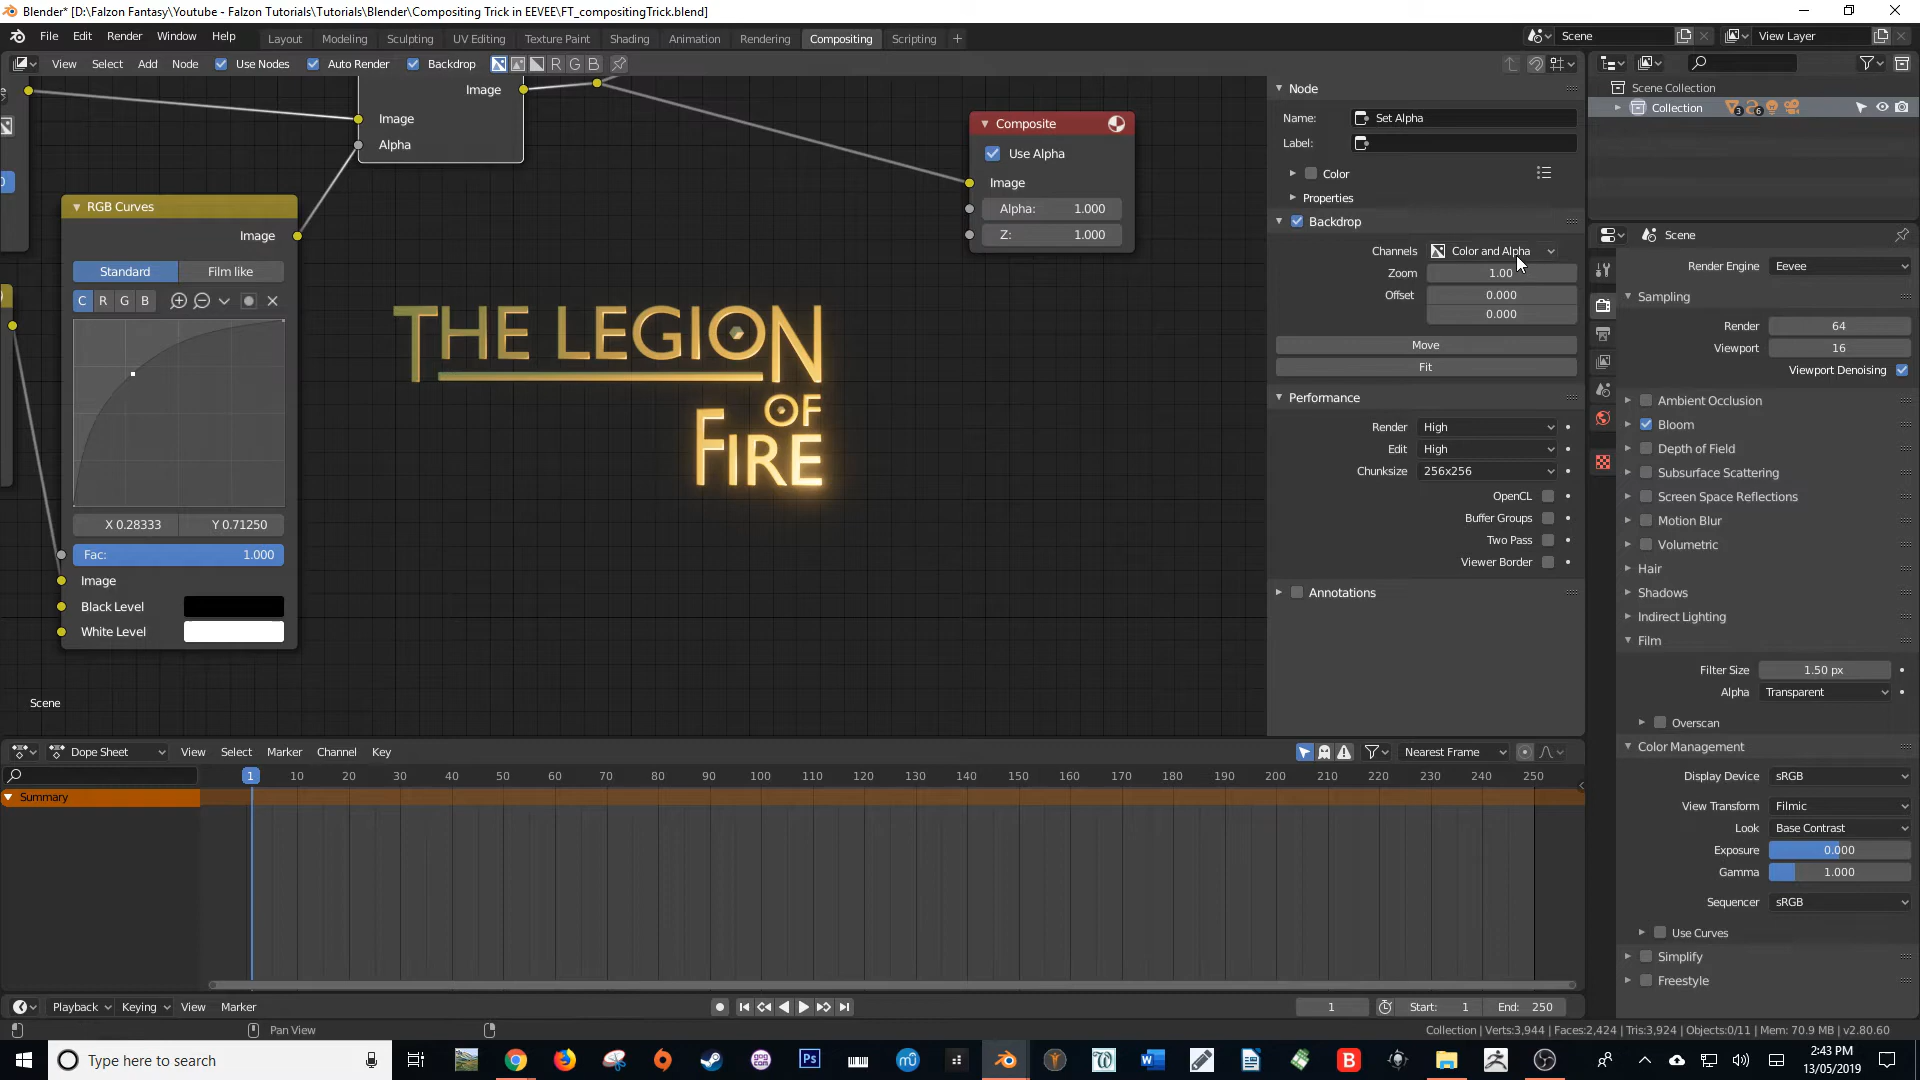 Blender* [D:\Falzon Fantasy\Youtube - Falzon Tutorials\Tutorials\Blender\Compositing Trick in EEVEE\FT_compositingTrick.blend]
File Edit Render Window Help Layout Modeling Sculpting UV Editing Texture Paint Shading Animation Rendering Compositing Scripting + Scene View Layer
View Select Add Node Use Nodes Auto Render Backdrop R G B
Image
Image
Alpha
RGB Curves
Image
Standard Film like
C R G B
X 0.28333 Y 0.71250
Fac: 1.000
Image
Black Level
White Level
Scene
THE LEGION
OF
FIRE
Composite
Use Alpha
Image
Alpha: 1.000
Z: 1.000
Node
Name: Set Alpha
Label:
Color
Properties
Backdrop
Channels Color and Alpha
Zoom 1.00
Offset 0.000
0.000
Move
Fit
Performance
Render High
Edit High
Chunksize 256x256
OpenCL
Buffer Groups
Two Pass
Viewer Border
Annotations
Scene Collection
Collection 3 6
Scene
Render Engine Eevee
Sampling
Render 64
Viewport 16
Viewport Denoising
Ambient Occlusion
Bloom
Depth of Field
Subsurface Scattering
Screen Space Reflections
Motion Blur
Volumetric
Hair
Shadows
Indirect Lighting
Film
Filter Size 1.50 px
Alpha Transparent
Overscan
Color Management
Display Device sRGB
View Transform Filmic
Look Base Contrast
Exposure 0.000
Gamma 1.000
Sequencer sRGB
Use Curves
Simplify
Freestyle
Dope Sheet View Select Marker Channel Key Nearest Frame
1 10 20 30 40 50 60 70 80 90 100 110 120 130 140 150 160 170 180 190 200 210 220 230 240 250
Summary
Playback Keying View Marker 1 Start: 1 End: 250
Pan View
Collection | Verts:3,944 | Faces:2,424 | Tris:3,924 | Objects:0/11 | Mem: 70.9 MB | v2.80.60
Type here to search
2:43 PM
13/05/2019